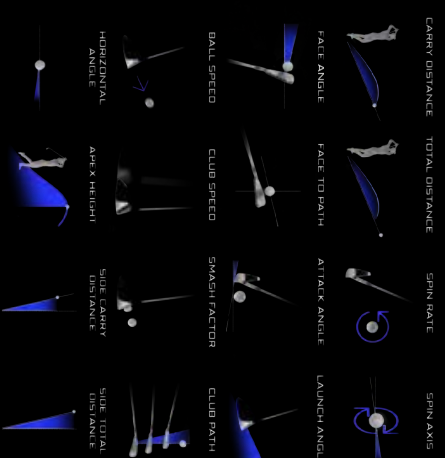 CARRY DISTANCE
TOTAL DISTANCE
SPIN RATE
SPIN AXIS
FACE ANGLE
FACE TO PATH
ATTACK ANGLE
LAUNCH ANGL
BALL SPEED
CLUB SPEED
SMASH FACTOR
CLUB PATH
HORIZONTAL
ANGLE
APEX HEIGHT
SIDE CARRY
DISTANCE
SIDE TOTAL
DISTANCE